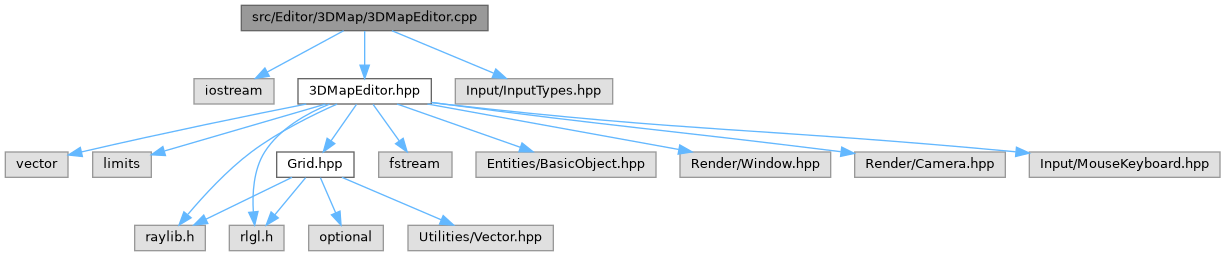 src/Editor/3DMap/3DMapEditor.cpp
iostream
3DMapEditor.hpp
Input/InputTypes.hpp
vector
limits
Grid.hpp
fstream
Entities/BasicObject.hpp
Render/Window.hpp
Render/Camera.hpp
Input/MouseKeyboard.hpp
raylib.h
rlgl.h
optional
Utilities/Vector.hpp